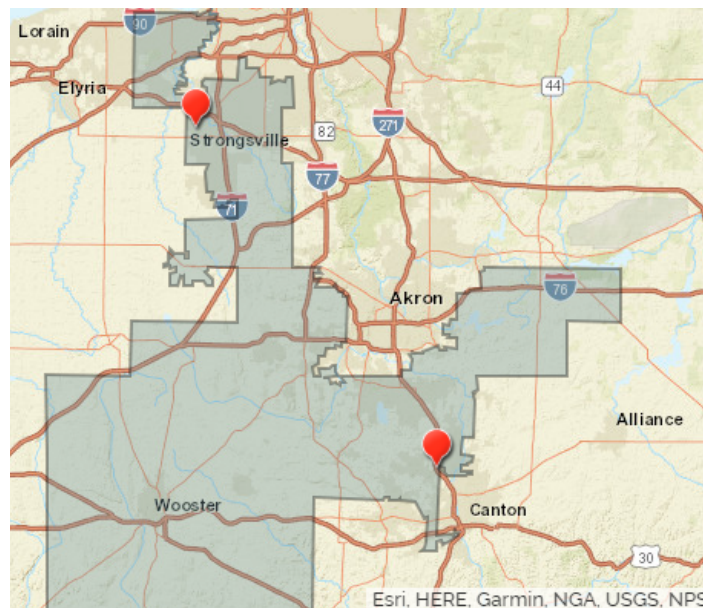 Lorain
90
Elyria
44
82
271
Strongsville
77
71
Akron
76
Alliance
Wooster
Canton
30
Esri, HERE, Garmin, NGA, USGS, NPS